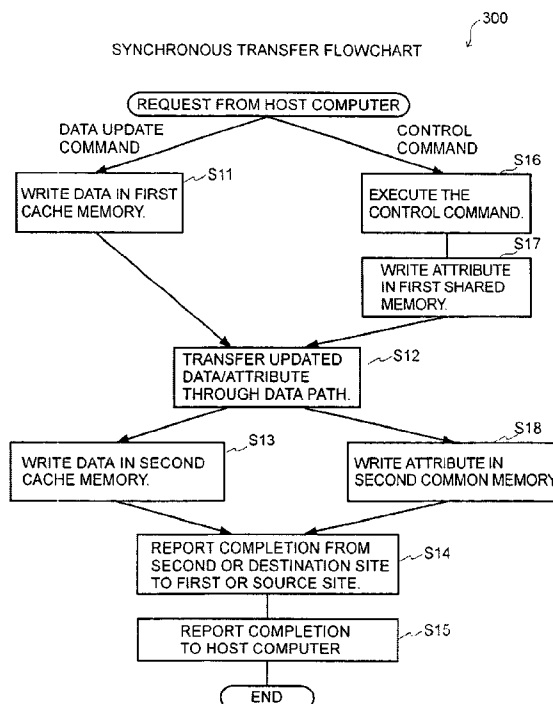 300
SYNCHRONOUS TRANSFER FLOWCHART
REQUEST FROM HOST COMPUTER
DATA UPDATE
COMMAND
CONTROL
COMMAND
S11
WRITE DATA IN FIRST
CACHE MEMORY.
S16
EXECUTE THE
CONTROL COMMAND.
S17
WRITE ATTRIBUTE
IN FIRST SHARED
MEMORY.
S12
TRANSFER UPDATED
DATA/ATTRIBUTE
THROUGH DATA PATH.
S13
WRITE DATA IN SECOND
CACHE MEMORY.
S18
WRITE ATTRIBUTE IN
SECOND COMMON MEMORY
REPORT COMPLETION FROM
SECOND OR DESTINATION SITE
TO FIRST OR SOURCE SITE.
S14
REPORT COMPLETION
TO HOST COMPUTER
S15
END